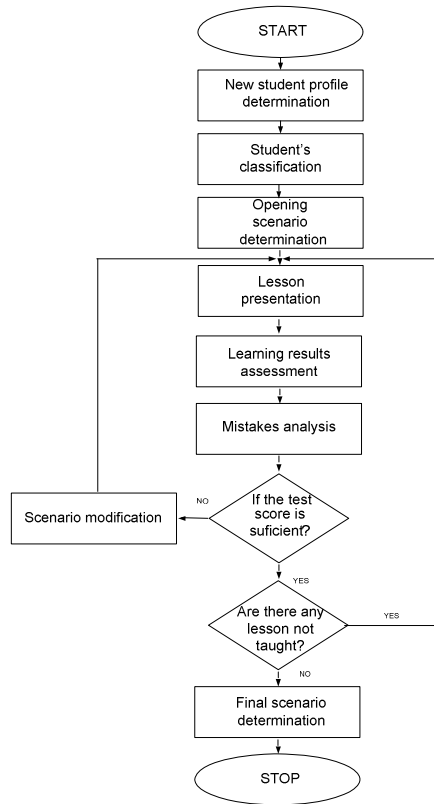 START
New student profile
determination
Student's
classification
Opening
scenario
determination
Lesson
presentation
Learning results
assessment
Mistakes analysis
If the test
score is
suficient?
NO
Scenario modification
YES
Are there any
lesson not
taught?
YES
NO
Final scenario
determination
STOP